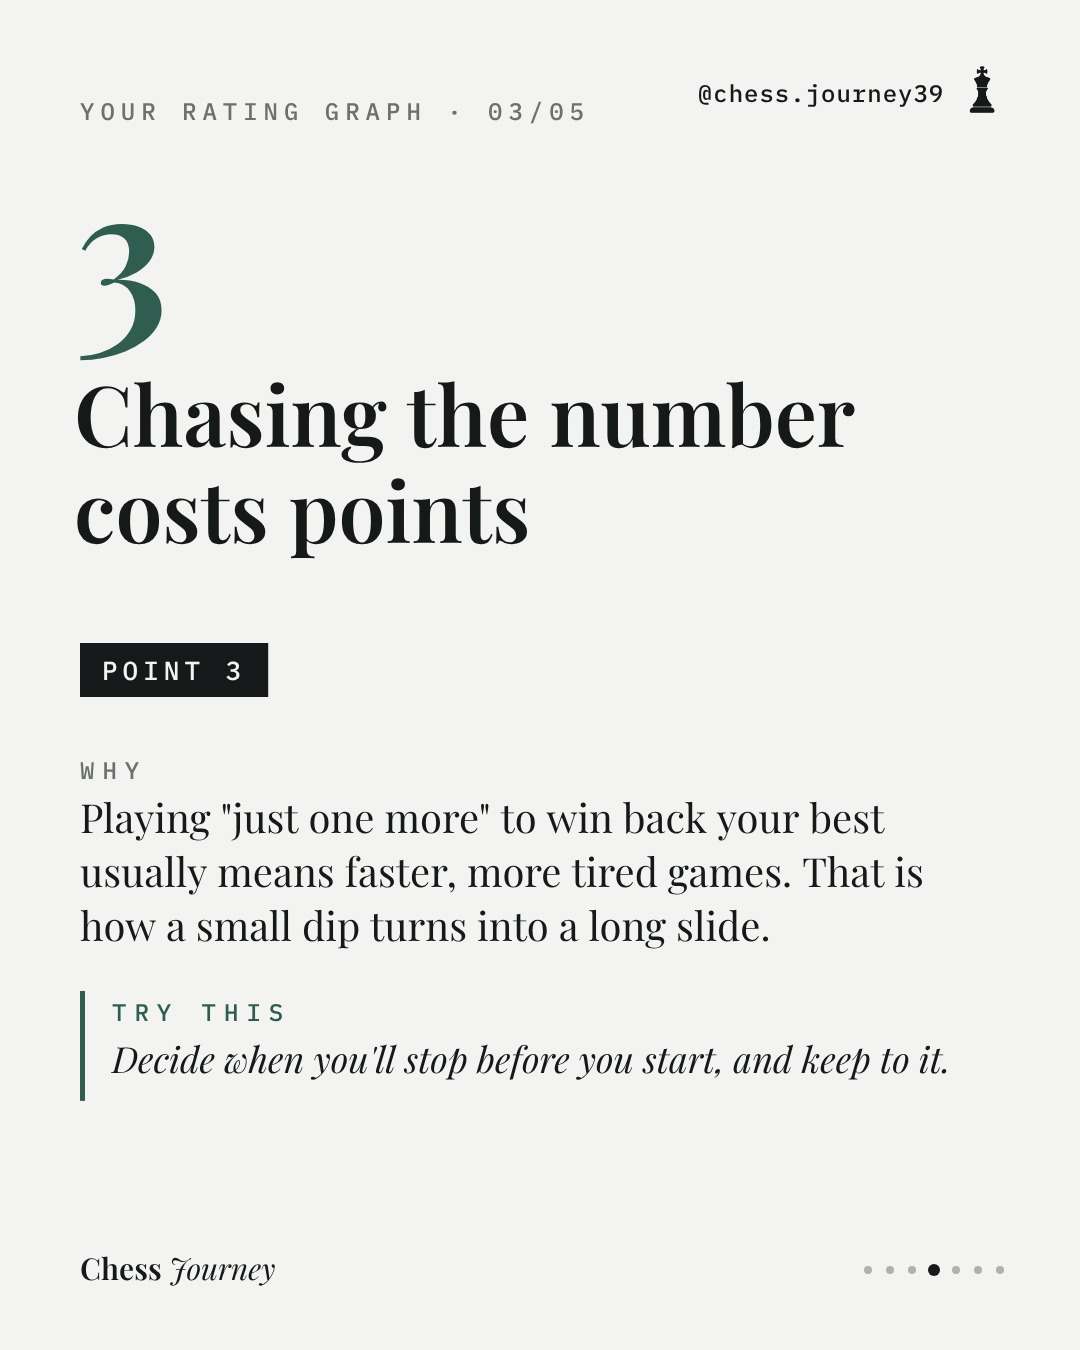 YOUR RATING GRAPH · 03/05
@chess.journey39
3
Chasing the number
costs points
POINT 3
WHY
Playing "just one more" to win back your best
usually means faster, more tired games. That is
how a small dip turns into a long slide.
TRY THIS
Decide when you'll stop before you start, and keep to it.
Chess Journey